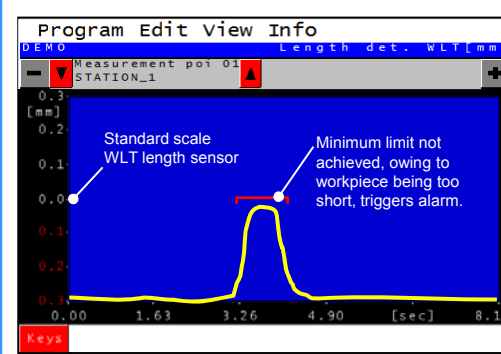 Program Edit View Info
DEMO Length det. WLT[mm
− Measurement poi 01 +
STATION_1
0.3
[mm]
0.2
Standard scale
WLT length sensor
Minimum limit not
achieved, owing to
workpiece being too
short, triggers alarm.
0.1
0.0
0.1
0.2
0.3
0.00 1.63 3.26 4.90 [sec] 8.1
Keys